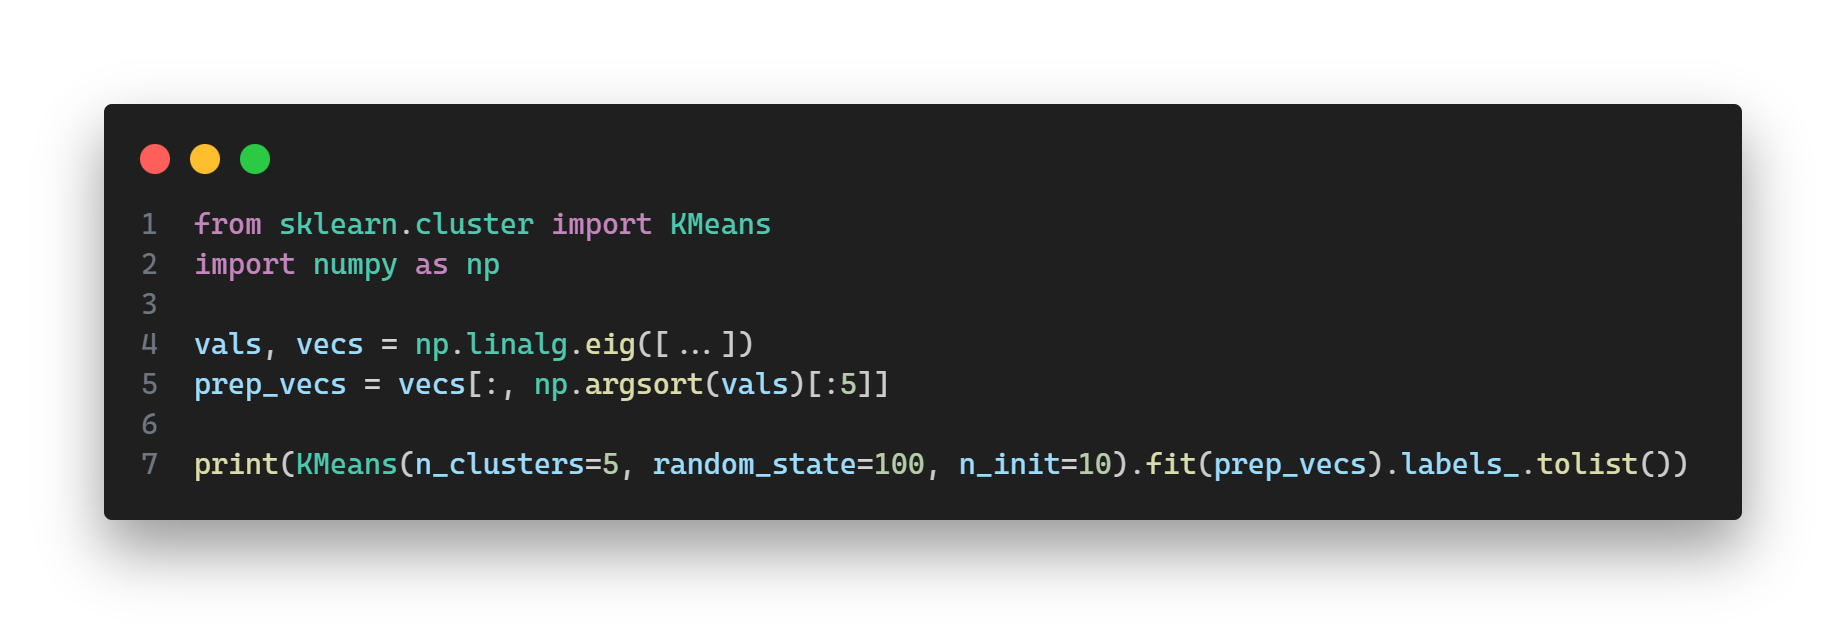 1 from sklearn.cluster import KMeans
2 import numpy as np
3
4 vals, vecs = np.linalg.eig([...])
5 prep_vecs = vecs[:, np.argsort(vals)[:5]]
6
7 print(KMeans(n_clusters=5, random_state=100, n_init=10).fit(prep_vecs).labels_.tolist())